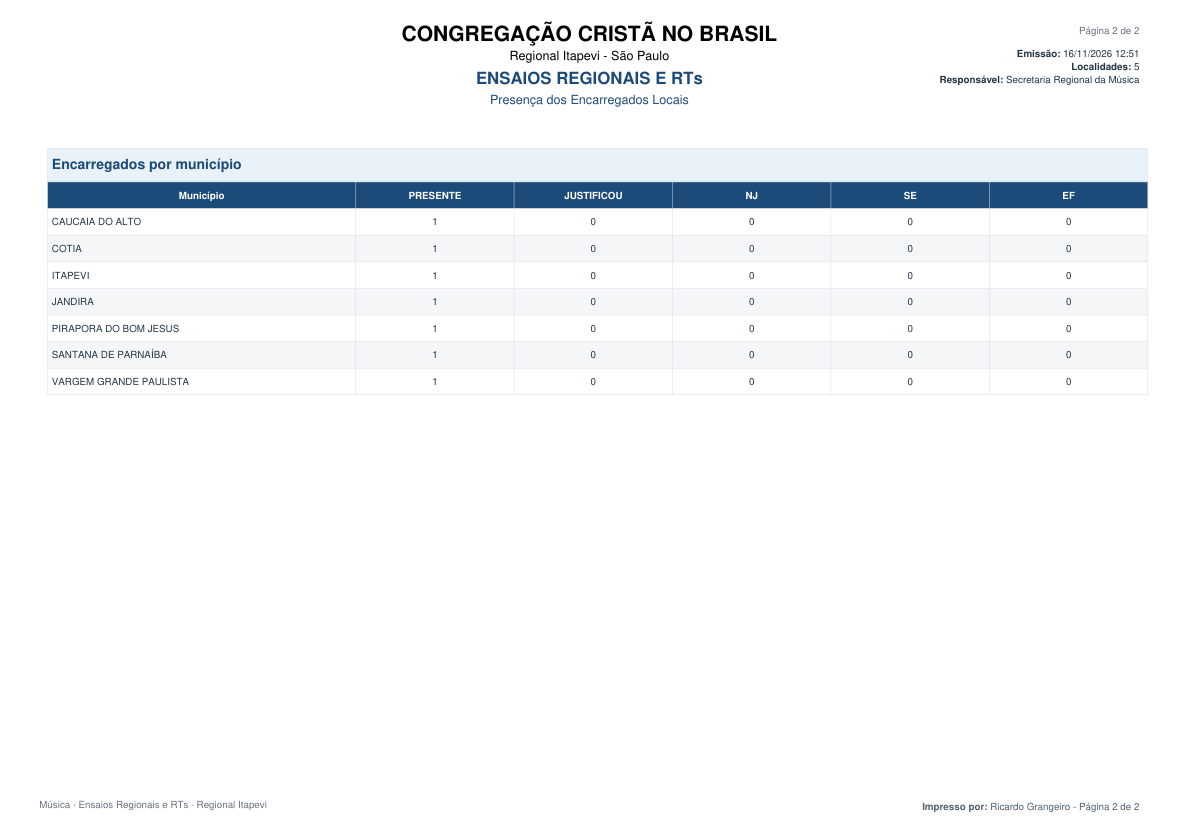 CONGREGAÇÃO CRISTÃ NO BRASIL
Regional Itapevi - São Paulo
ENSAIOS REGIONAIS E RTs
Presença dos Encarregados Locais
Página 2 de 2
Emissão: 16/11/2026 12:51
Localidades: 5
Responsável: Secretaria Regional da Música
Encarregados por município
Município PRESENTE JUSTIFICOU NJ SE EF
CAUCAIA DO ALTO 1 0 0 0 0
COTIA 1 0 0 0 0
ITAPEVI 1 0 0 0 0
JANDIRA 1 0 0 0 0
PIRAPORA DO BOM JESUS 1 0 0 0 0
SANTANA DE PARNAÍBA 1 0 0 0 0
VARGEM GRANDE PAULISTA 1 0 0 0 0
Música · Ensaios Regionais e RTs · Regional Itapevi
Impresso por: Ricardo Grangeiro - Página 2 de 2